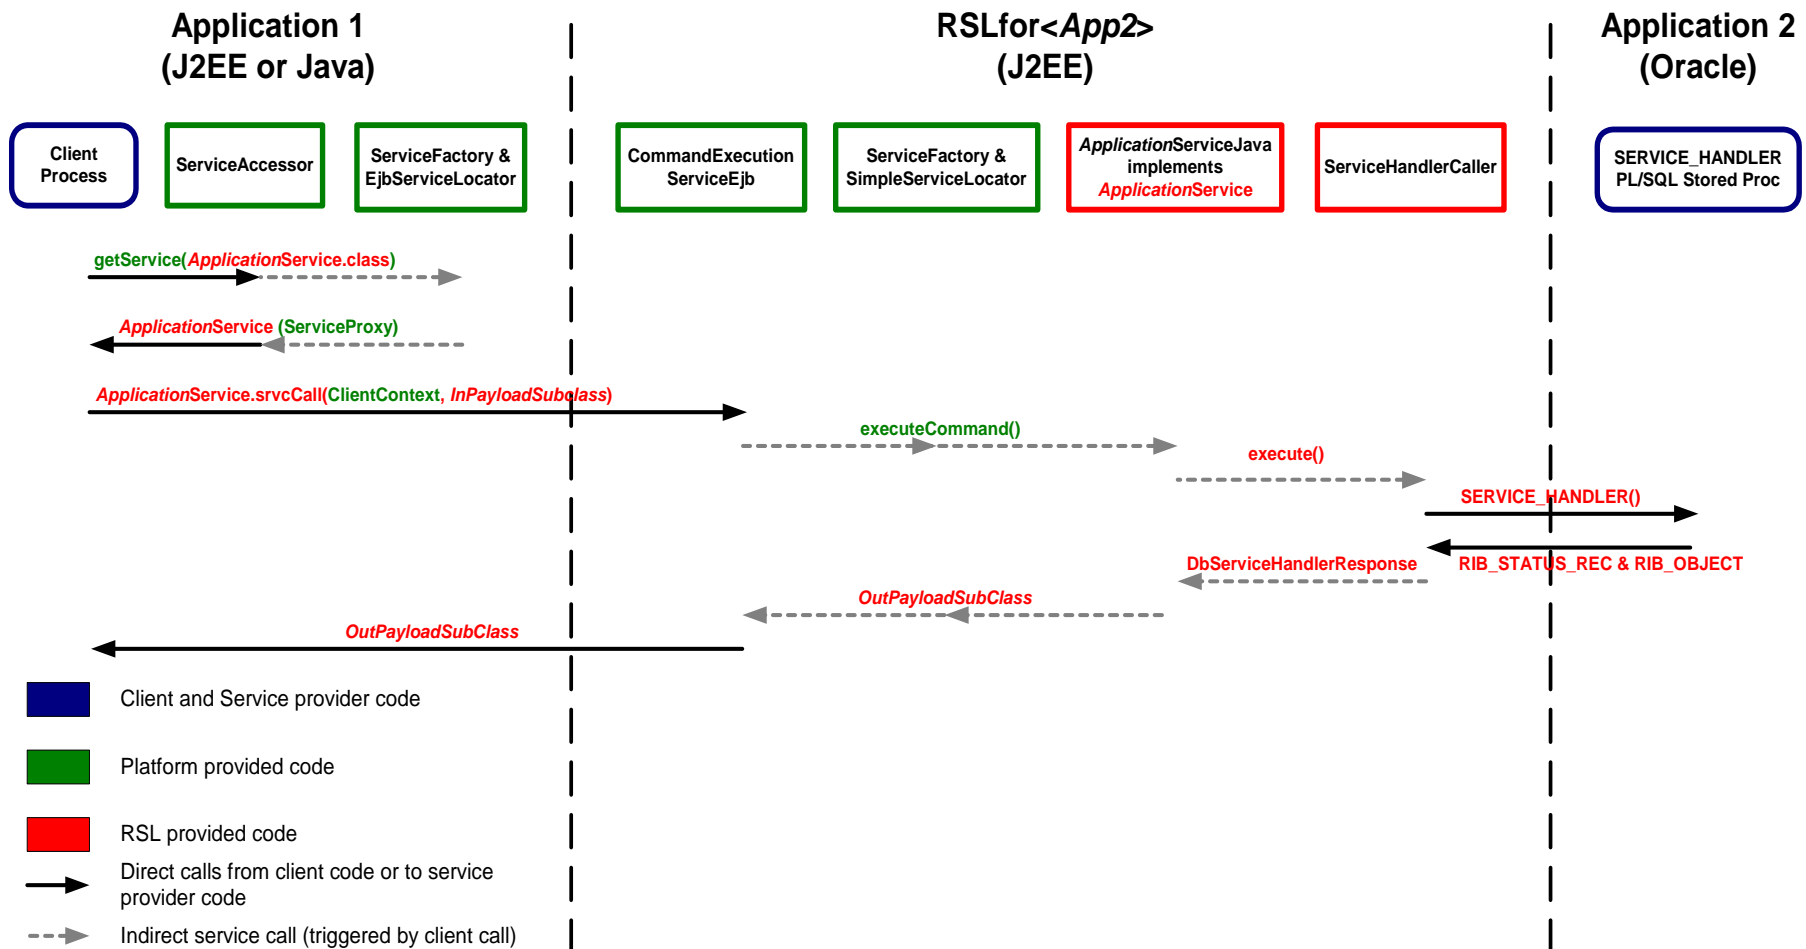 Application 1
(J2EE or Java)
RSLfor<App2>
(J2EE)
Application 2
(Oracle)
Client
Process
ServiceAccessor
ServiceFactory &
EjbServiceLocator
CommandExecution
ServiceEjb
ServiceFactory &
SimpleServiceLocator
ApplicationServiceJava
implements
ApplicationService
ServiceHandlerCaller
SERVICE_HANDLER
PL/SQL Stored Proc
getService(ApplicationService.class)
ApplicationService (ServiceProxy)
ApplicationService.srvcCall(ClientContext, InPayloadSubclass)
executeCommand()
execute()
SERVICE_HANDLER()
RIB_STATUS_REC & RIB_OBJECT
DbServiceHandlerResponse
OutPayloadSubClass
OutPayloadSubClass
Client and Service provider code
Platform provided code
RSL provided code
Direct calls from client code or to service
provider code
Indirect service call (triggered by client call)